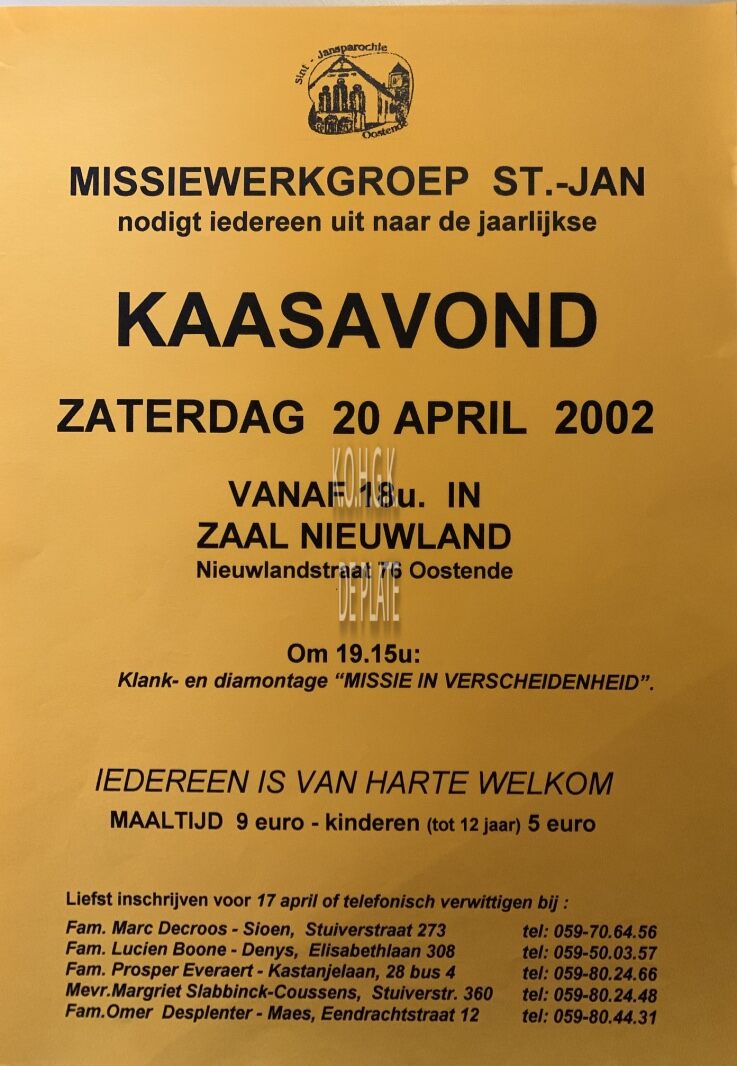 Sint - Jansparochie
Oostende
MISSIEWERKGROEP ST.-JAN
nodigt iedereen uit naar de jaarlijkse
KAASAVOND
ZATERDAG 20 APRIL 2002
VANAF 18u. IN
ZAAL NIEUWLAND
Nieuwlandstraat 76 Oostende
K.O.H.G.K
DE PLATE
Om 19.15u:
Klank- en diamontage “MISSIE IN VERSCHEIDENHEID”.
IEDEREEN IS VAN HARTE WELKOM
MAALTIJD 9 euro - kinderen (tot 12 jaar) 5 euro
Liefst inschrijven voor 17 april of telefonisch verwittigen bij :
Fam. Marc Decroos - Sioen, Stuiverstraat 273 tel: 059-70.64.56
Fam. Lucien Boone - Denys, Elisabethlaan 308 tel: 059-50.03.57
Fam. Prosper Everaert - Kastanjelaan, 28 bus 4 tel: 059-80.24.66
Mevr.Margriet Slabbinck-Coussens, Stuiverstr. 360 tel: 059-80.24.48
Fam.Omer Desplenter - Maes, Eendrachtstraat 12 tel: 059-80.44.31